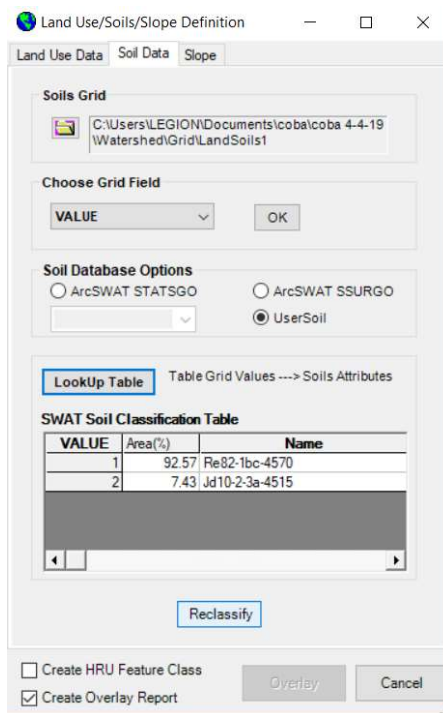 Land Use/Soils/Slope Definition
Land Use Data Soil Data Slope
Soils Grid
C:\Users\LEGION\Documents\coba\coba 4-4-19
\Watershed\Grid\LandSoils1
Choose Grid Field
VALUE OK
Soil Database Options
ArcSWAT STATSGO ArcSWAT SSURGO
UserSoil
LookUp Table Table Grid Values ---> Soils Attributes
SWAT Soil Classification Table
VALUE Area(%) Name
1 92.57 Re82-1bc-4570
2 7.43 Jd10-2-3a-4515
Reclassify
Create HRU Feature Class
Create Overlay Report
Overlay Cancel